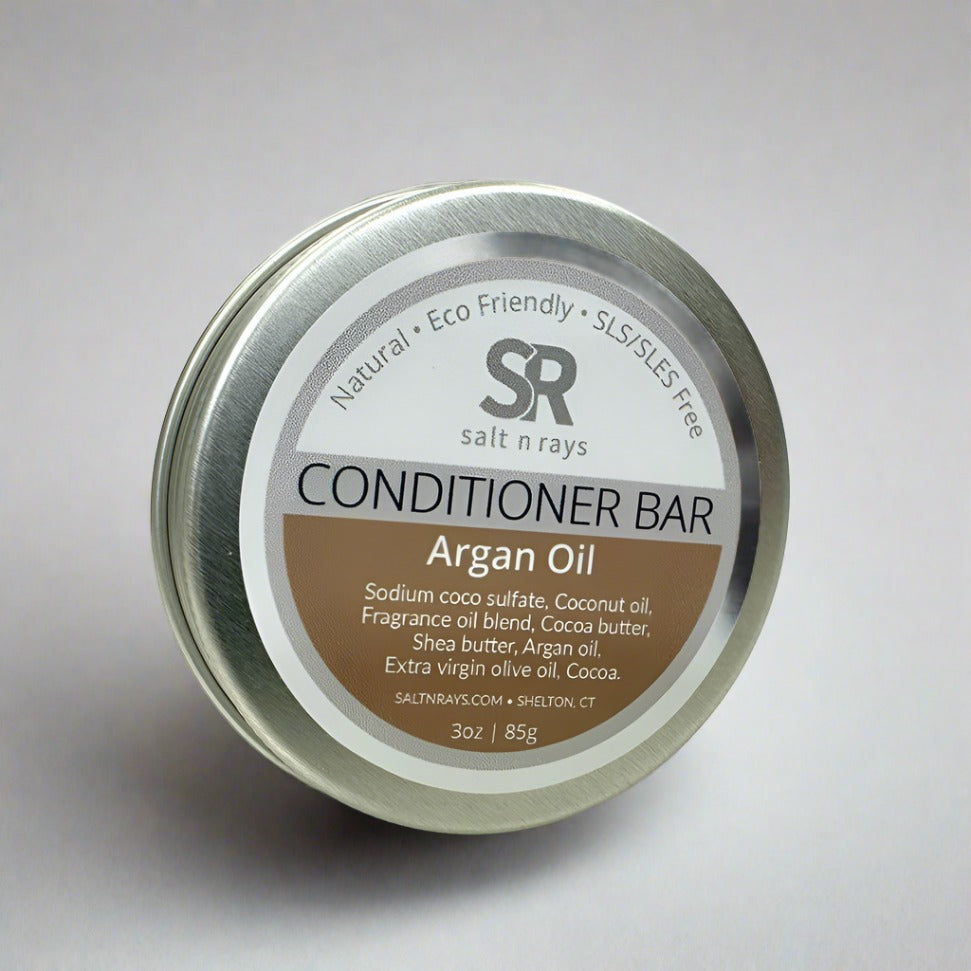 Natural • Eco Friendly • SLS/SLES Free
SR
salt n rays
CONDITIONER BAR
Argan Oil
Sodium coco sulfate, Coconut oil,
Fragrance oil blend, Cocoa butter,
Shea butter, Argan oil,
Extra virgin olive oil, Cocoa.
SALTNRAYS.COM • SHELTON, CT
3oz | 85g